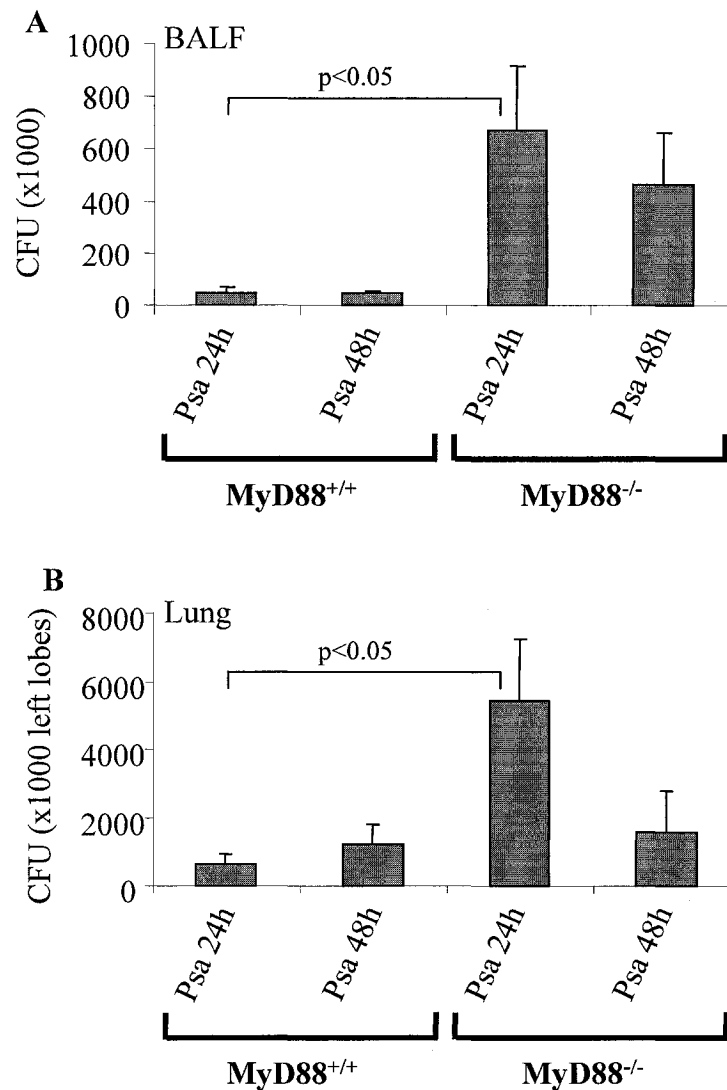 A
BALF
CFU (x1000)
1000
800
600
400
200
0
p<0.05
Psa 24h
Psa 48h
Psa 24h
Psa 48h
MyD88+/+
MyD88-/-
B
Lung
CFU (x1000 left lobes)
8000
6000
4000
2000
0
p<0.05
Psa 24h
Psa 48h
Psa 24h
Psa 48h
MyD88+/+
MyD88-/-